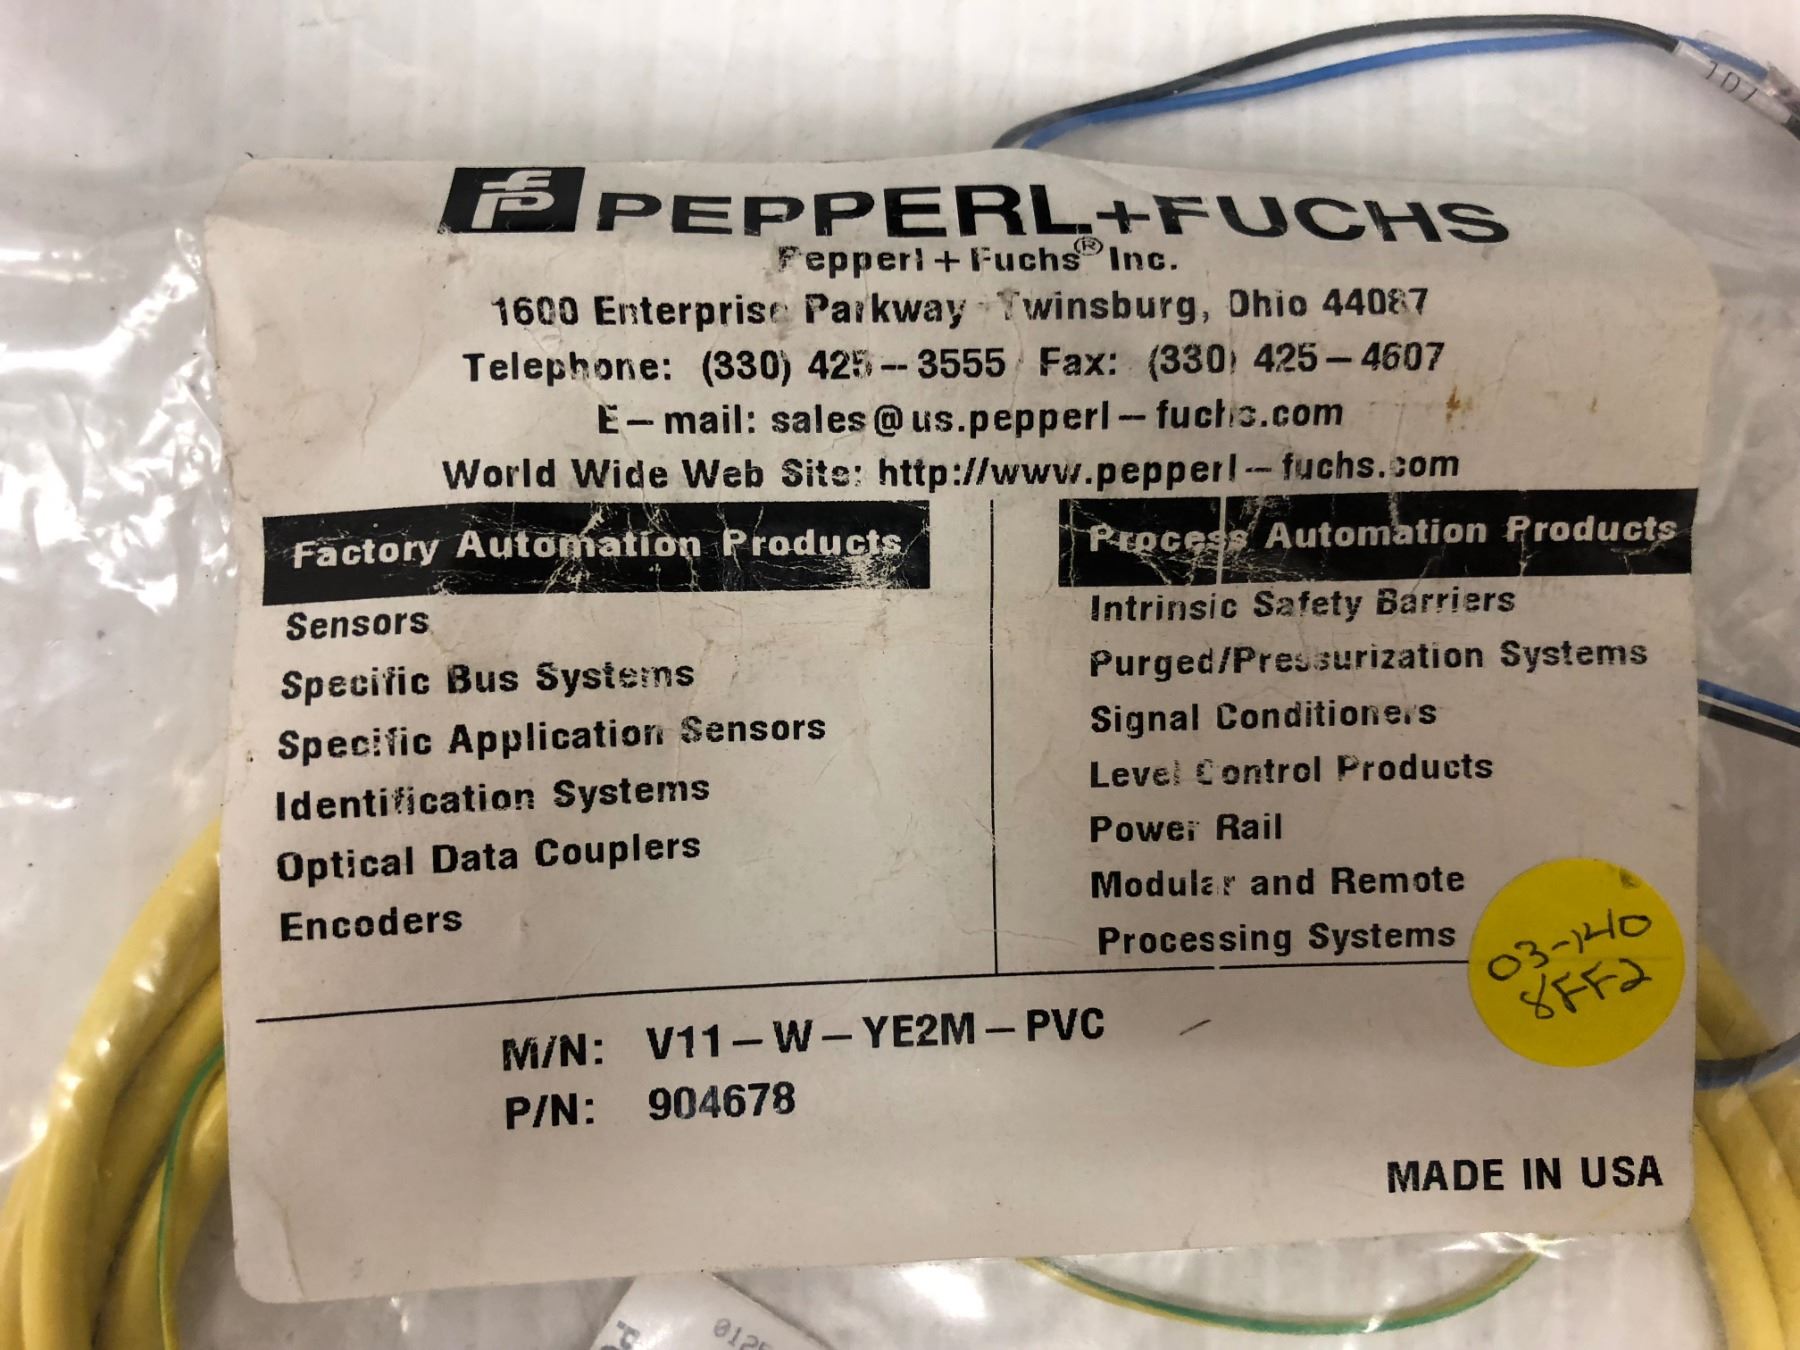 PEPPERL+FUCHS
Pepperl + Fuchs® Inc.
1600 Enterprise Parkway Twinsburg, Ohio 44087
Telephone: (330) 425-3555 Fax: (330) 425-4607
E-mail: sales@us.pepperl-fuchs.com
World Wide Web Site: http://www.pepperl-fuchs.com
Factory Automation Products
Sensors
Specific Bus Systems
Specific Application Sensors
Identification Systems
Optical Data Couplers
Encoders
Process Automation Products
Intrinsic Safety Barriers
Purged/Pressurization Systems
Signal Conditioners
Level Control Products
Power Rail
Modular and Remote
Processing Systems
03-140
8FF2
M/N: V11-W-YE2M-PVC
P/N: 904678
MADE IN USA